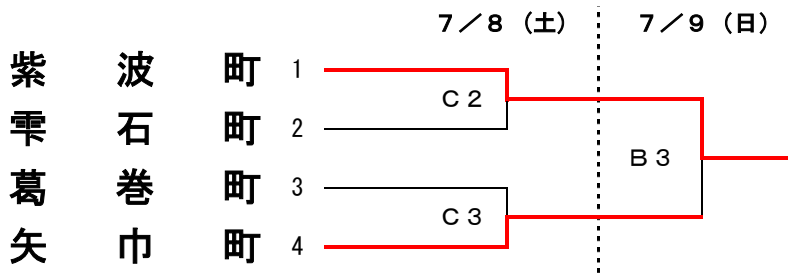 ７／８（土） ７／９（日）
紫波町 1
Ｃ２
雫石町 2
Ｂ３
葛巻町 3
Ｃ３
矢巾町 4